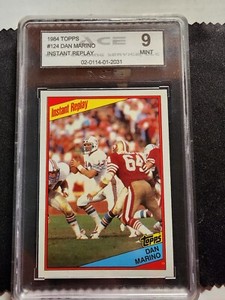 1984 TOPPS
#124 DAN MARINO
INSTANT REPLAY
02-0114-01-2031
ACE
9
MINT
Instant Replay
64
TOPPS
DAN
MARINO